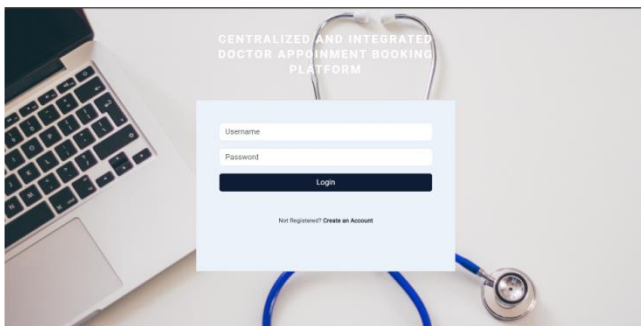 CENTRALIZED AND INTEGRATED
DOCTOR APPOINMENT BOOKING
PLATFORM
Username
Password
Login
Not Registered? Create an Account